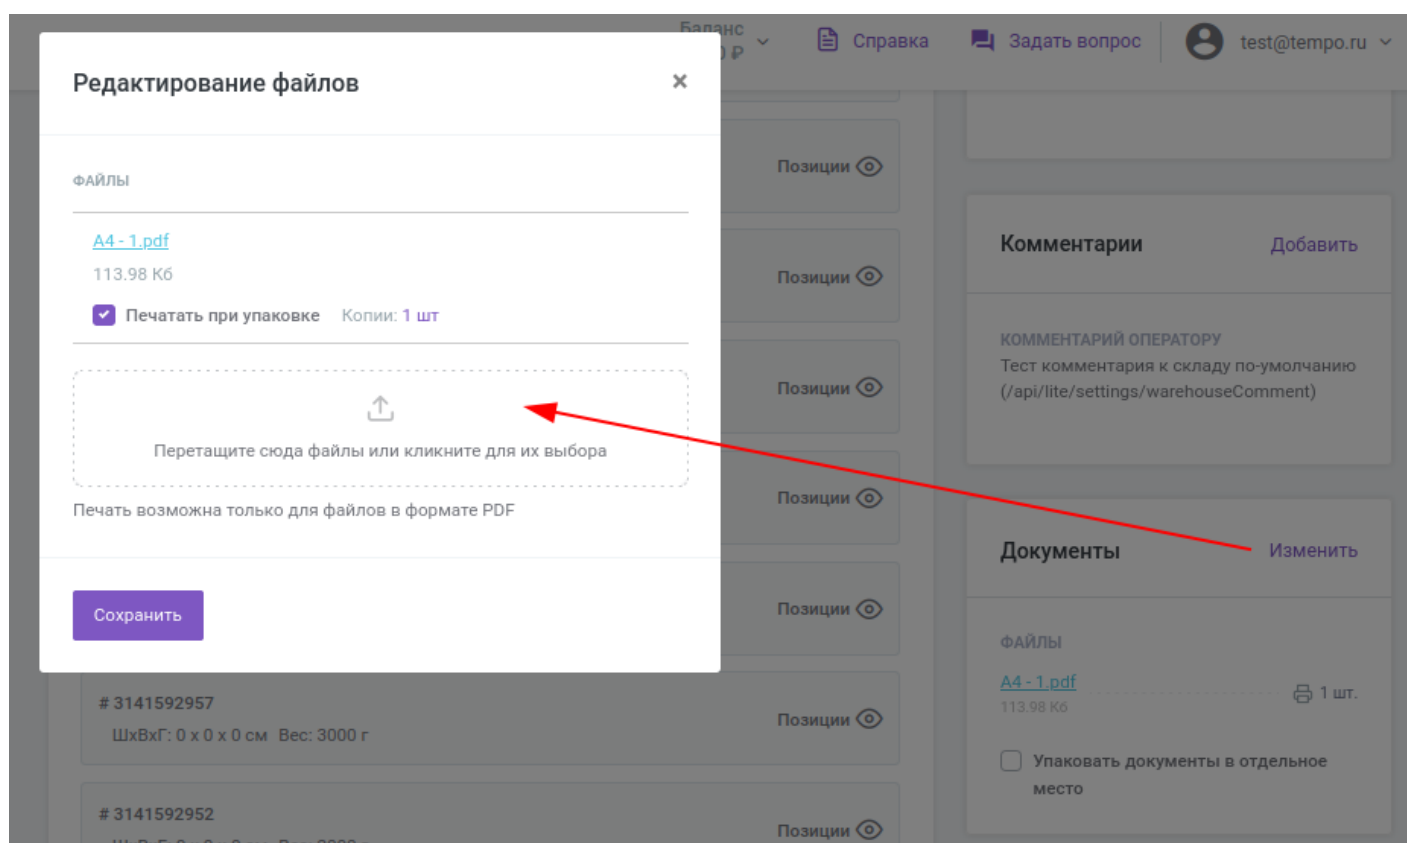 Баланс
0 ₽
Справка
Задать вопрос
test@tempo.ru
Редактирование файлов
ФАЙЛЫ
A4 - 1.pdf
113.98 Кб
Печатать при упаковке Копии: 1 шт
Перетащите сюда файлы или кликните для их выбора
Печать возможна только для файлов в формате PDF
Сохранить
Позиции
Позиции
Позиции
Позиции
Позиции
# 3141592957
ШхВхГ: 0 x 0 x 0 см Вес: 3000 г
Позиции
# 3141592952
Позиции
Комментарии Добавить
КОММЕНТАРИЙ ОПЕРАТОРУ
Тест комментария к складу по-умолчанию
(/api/lite/settings/warehouseComment)
Документы Изменить
ФАЙЛЫ
A4 - 1.pdf
113.98 Кб
1 шт.
Упаковать документы в отдельное
место